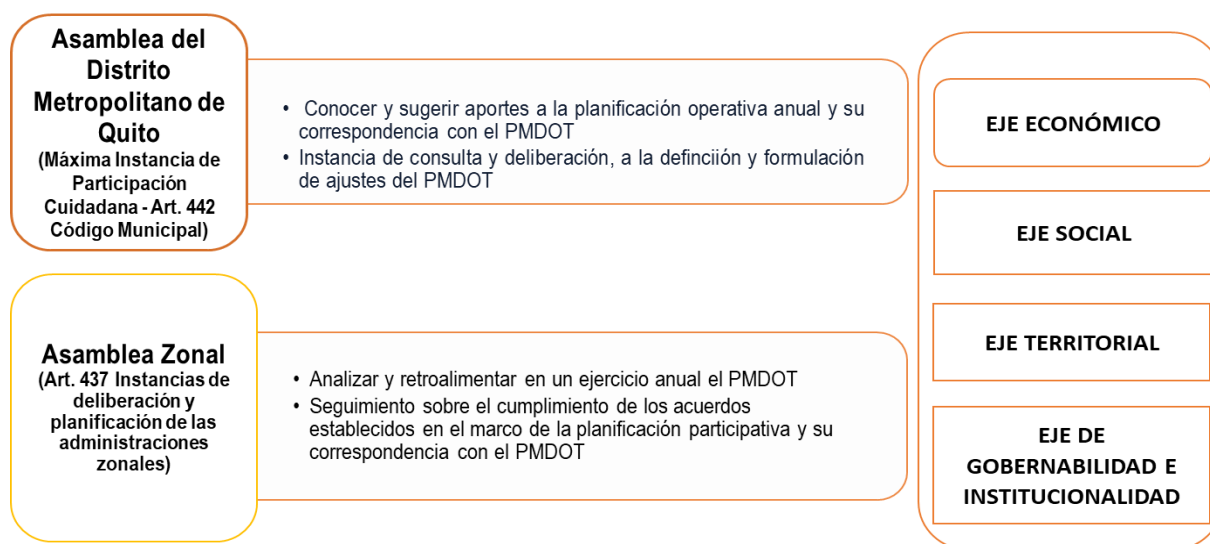 Asamblea del
Distrito
Metropolitano de
Quito
(Máxima Instancia de
Participación
Cuidadana - Art. 442
Código Municipal)
• Conocer y sugerir aportes a la planificación operativa anual y su
correspondencia con el PMDOT
• Instancia de consulta y deliberación, a la definciión y formulación
de ajustes del PMDOT
Asamblea Zonal
(Art. 437 Instancias de
deliberación y
planificación de las
administraciones
zonales)
• Analizar y retroalimentar en un ejercicio anual el PMDOT
• Seguimiento sobre el cumplimiento de los acuerdos
establecidos en el marco de la planificación participativa y su
correspondencia con el PMDOT
EJE ECONÓMICO
EJE SOCIAL
EJE TERRITORIAL
EJE DE
GOBERNABILIDAD E
INSTITUCIONALIDAD